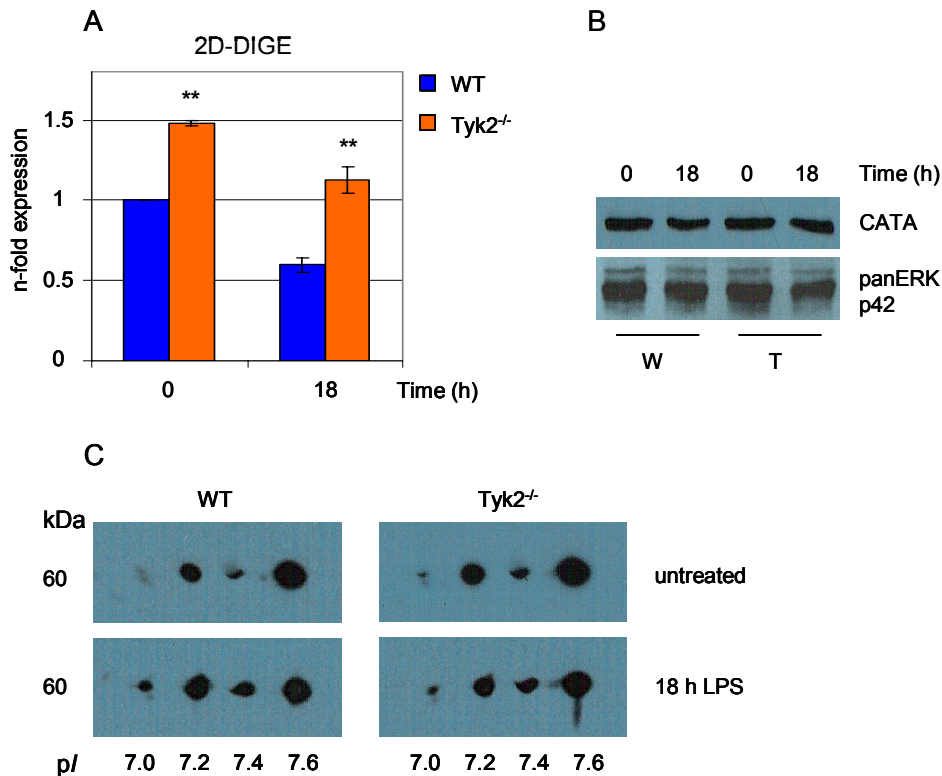 A
2D-DIGE
n-fold expression
1.5
1
0.5
0
** **
0 18 Time (h)
WT
Tyk2-/-
B
0 18 0 18 Time (h)
CATA
panERK
p42
W T
C
WT Tyk2-/-
kDa
60 untreated
60 18 h LPS
pI 7.0 7.2 7.4 7.6 7.0 7.2 7.4 7.6